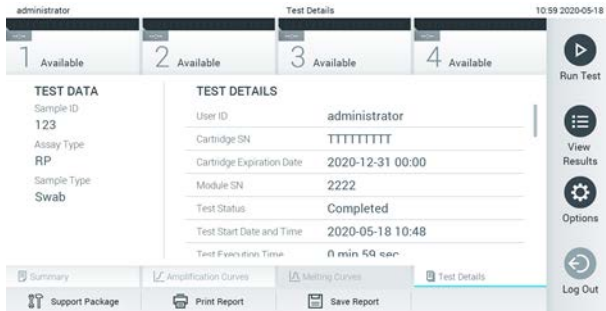 administrator Test Details 10:59 2020-05-18
1 Available 2 Available 3 Available 4 Available
Run Test
TEST DATA
Sample ID
123
Assay Type
RP
Sample Type
Swab
TEST DETAILS
User ID administrator
Cartridge SN TTTTTTTTT
Cartridge Expiration Date 2020-12-31 00:00
Module SN 2222
Test Status Completed
Test Start Date and Time 2020-05-18 10:48
Test Execution Time 0 min 59 sec
View
Results
Options
Log Out
Summary Amplification Curves Melting Curves Test Details
Support Package Print Report Save Report